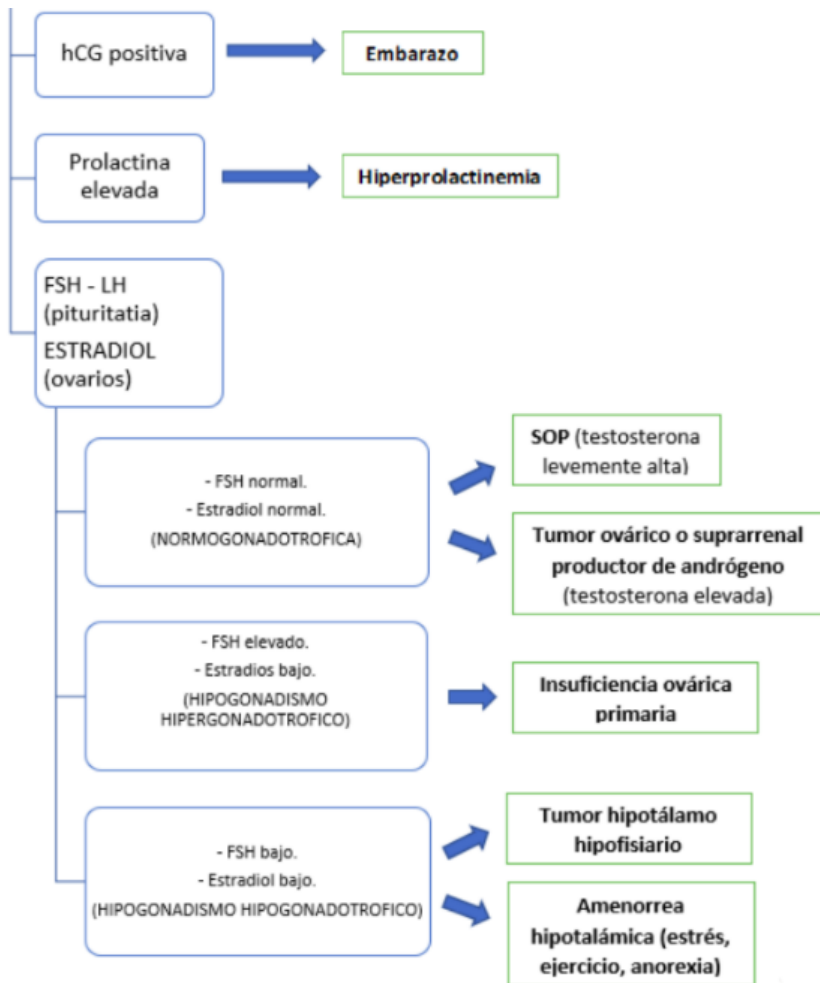 hCG positiva
Embarazo
Prolactina
elevada
Hiperprolactinemia
FSH - LH
(pituritatia)
ESTRADIOL
(ovarios)
- FSH normal.
- Estradiol normal.
(NORMOGONADOTROFICA)
SOP (testosterona
levemente alta)
Tumor ovárico o suprarrenal
productor de andrógeno
(testosterona elevada)
- FSH elevado.
- Estradios bajo.
(HIPOGONADISMO
HIPERGONADOTROFICO)
Insuficiencia ovárica
primaria
- FSH bajo.
- Estradiol bajo.
(HIPOGONADISMO HIPOGONADOTROFICO)
Tumor hipotálamo
hipofisiario
Amenorrea
hipotalámica (estrés,
ejercicio, anorexia)